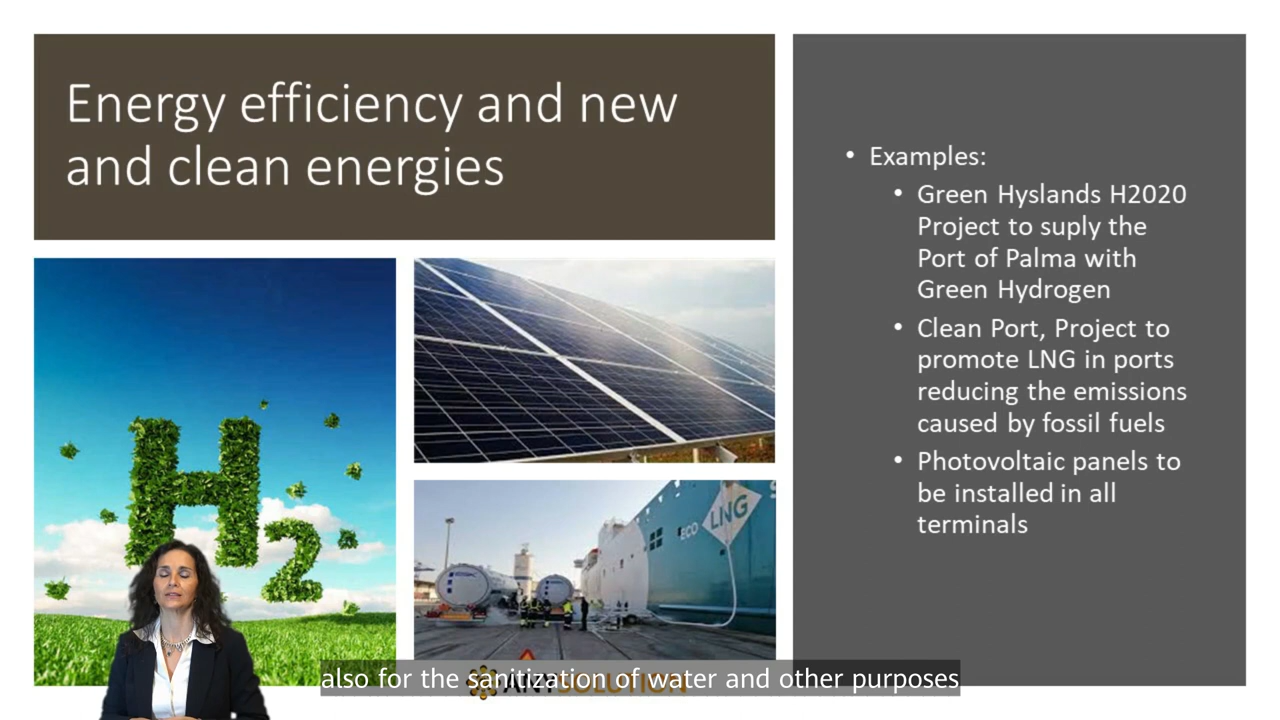 Energy efficiency and new
and clean energies
• Examples:
• Green Hyslands H2020
Project to suply the
Port of Palma with
Green Hydrogen
• Clean Port, Project to
promote LNG in ports
reducing the emissions
caused by fossil fuels
• Photovoltaic panels to
be installed in all
terminals
H2
ECO LNG
ANYSOLUTION
also for the sanitization of water and other purposes